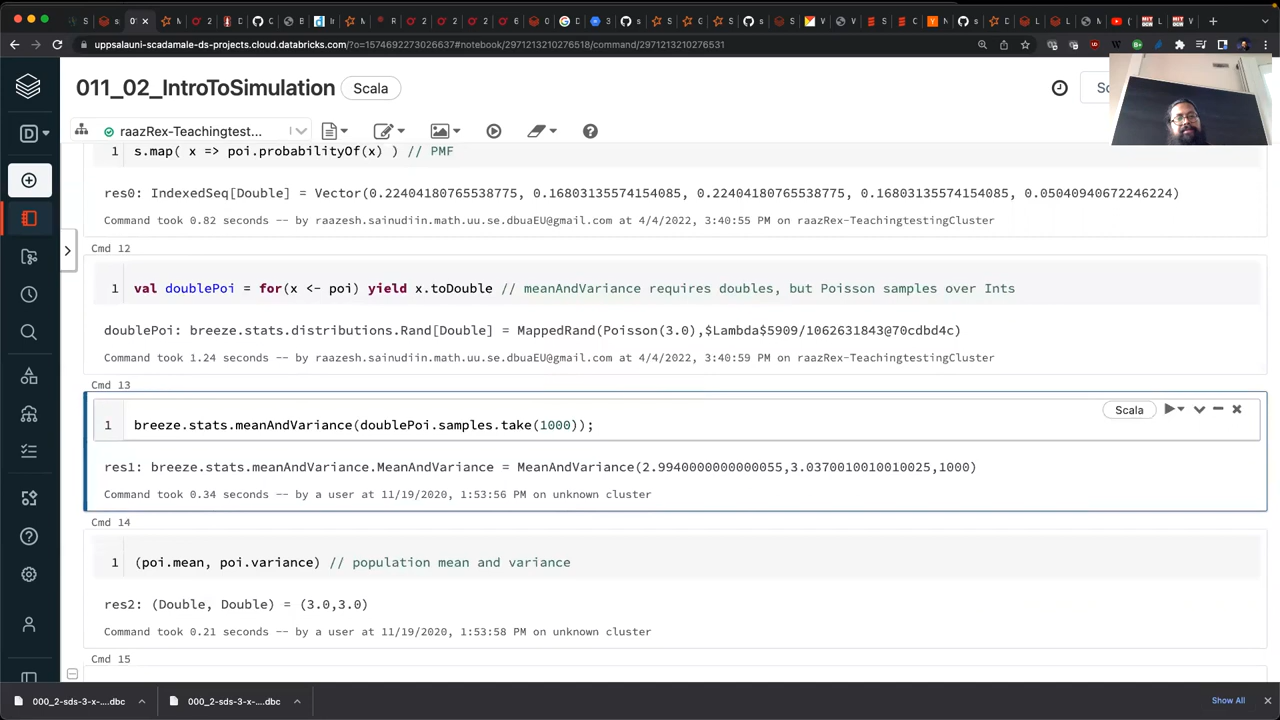 uppsalauni-scadamale-ds-projects.cloud.databricks.com/?o=1574692273026637#notebook/2971213210276518/command/2971213210276531
011_02_IntroToSimulation
Scala
D
raazRex-Teachingtest...
1 s.map( x => poi.probabilityOf(x) ) // PMF
res0: IndexedSeq[Double] = Vector(0.22404180765538775, 0.16803135574154085, 0.22404180765538775, 0.16803135574154085, 0.05040940672246224)
Command took 0.82 seconds -- by raazesh.sainudiin.math.uu.se.dbuaEU@gmail.com at 4/4/2022, 3:40:55 PM on raazRex-TeachingtestingCluster
Cmd 12
1 val doublePoi = for(x <- poi) yield x.toDouble // meanAndVariance requires doubles, but Poisson samples over Ints
doublePoi: breeze.stats.distributions.Rand[Double] = MappedRand(Poisson(3.0),$Lambda$5909/1062631843@70cdbd4c)
Command took 1.24 seconds -- by raazesh.sainudiin.math.uu.se.dbuaEU@gmail.com at 4/4/2022, 3:40:59 PM on raazRex-TeachingtestingCluster
Cmd 13
Scala
1 breeze.stats.meanAndVariance(doublePoi.samples.take(1000));
res1: breeze.stats.meanAndVariance.MeanAndVariance = MeanAndVariance(2.9940000000000055,3.0370010010010025,1000)
Command took 0.34 seconds -- by a user at 11/19/2020, 1:53:56 PM on unknown cluster
Cmd 14
1 (poi.mean, poi.variance) // population mean and variance
res2: (Double, Double) = (3.0,3.0)
Command took 0.21 seconds -- by a user at 11/19/2020, 1:53:58 PM on unknown cluster
Cmd 15
000_2-sds-3-x-....dbc
000_2-sds-3-x-....dbc
Show All